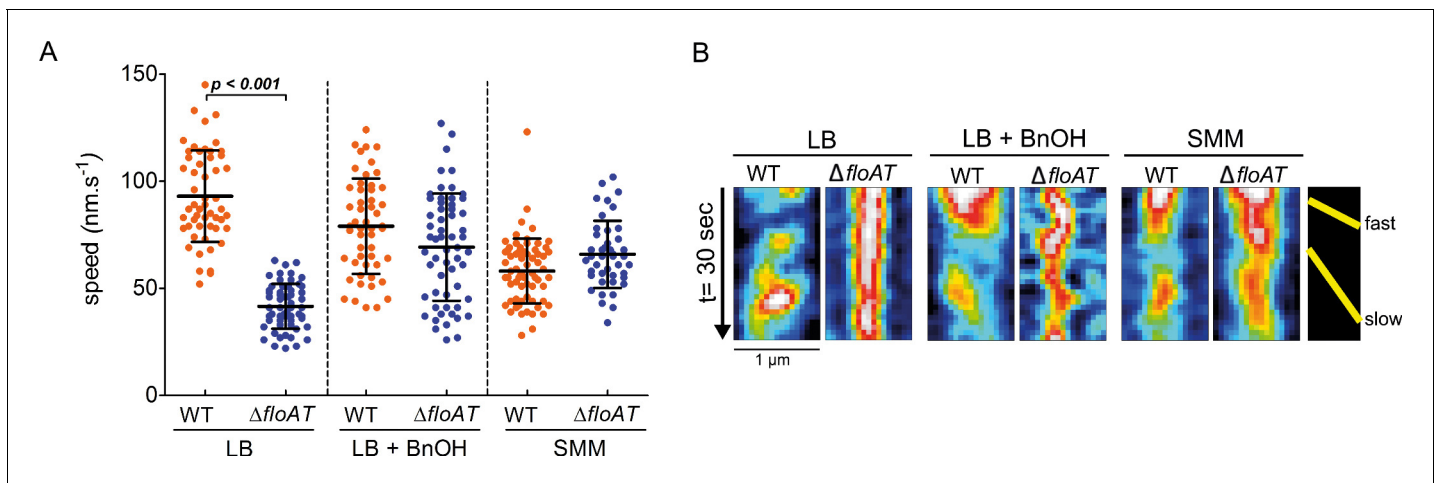 A
speed (nm.s⁻¹)
150
100
50
0
p < 0.001
WT
ΔfloAT
WT
ΔfloAT
WT
ΔfloAT
LB
LB + BnOH
SMM
B
LB
LB + BnOH
SMM
WT
ΔfloAT
WT
ΔfloAT
WT
ΔfloAT
t= 30 sec
fast
slow
1 µm